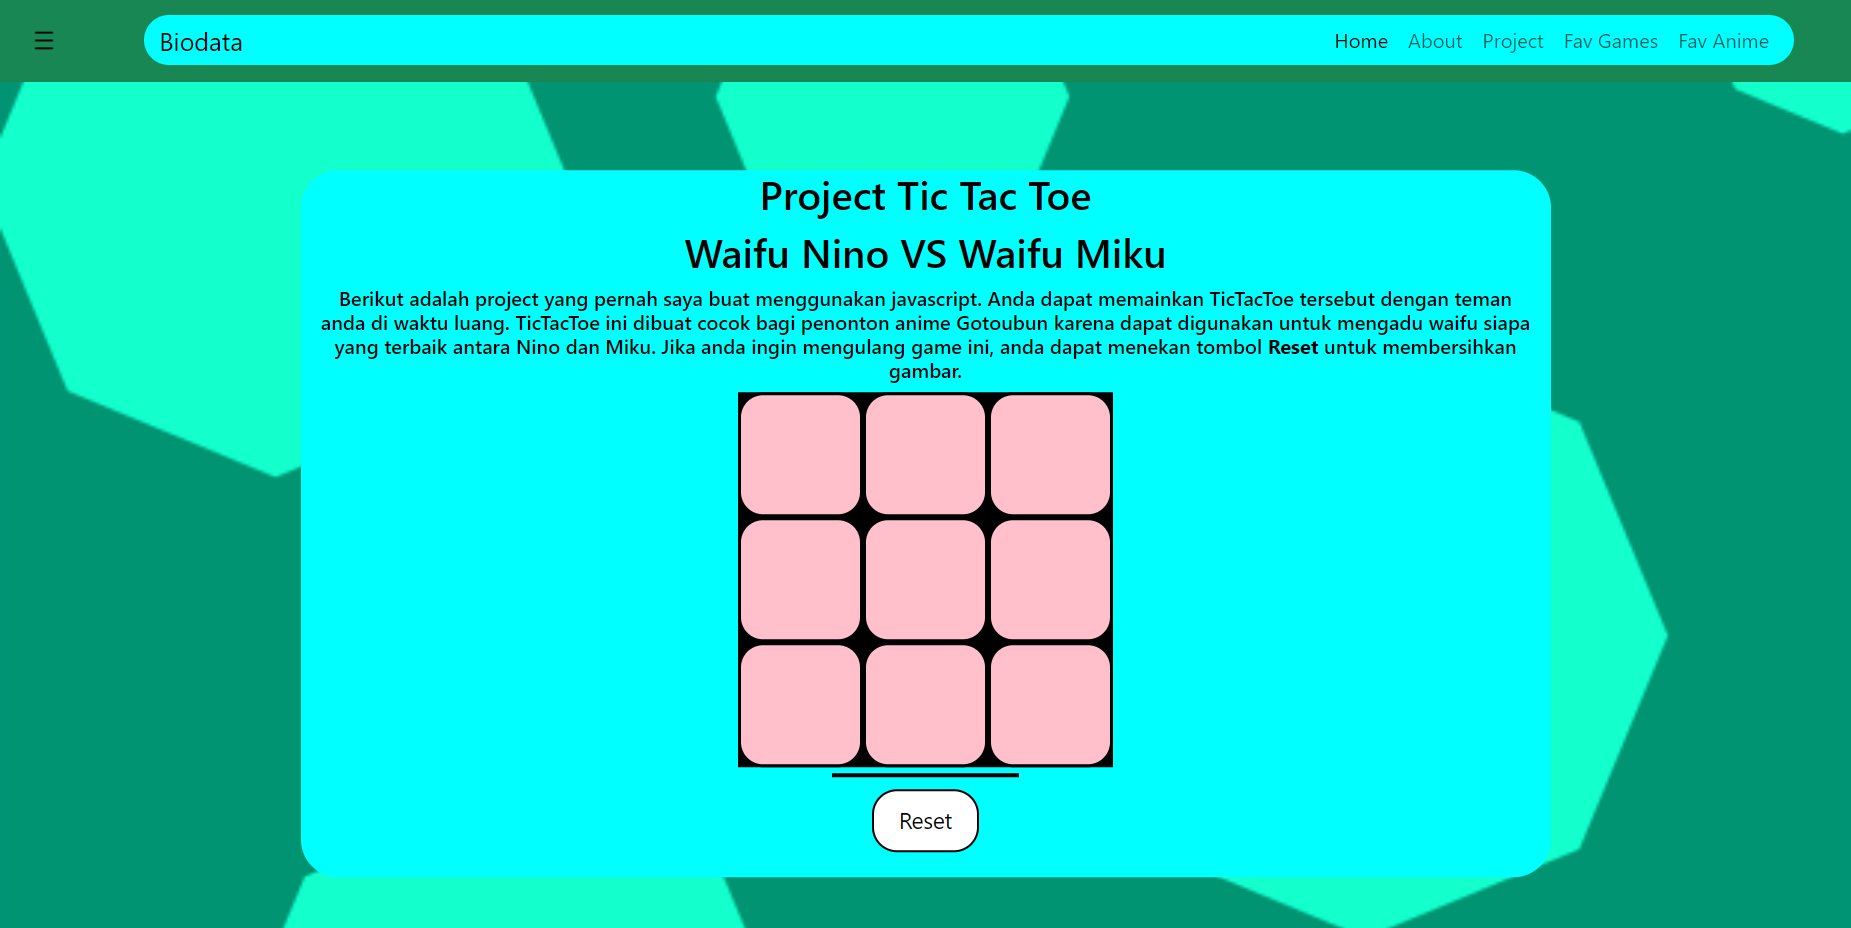 Biodata
Home About Project Fav Games Fav Anime
Project Tic Tac Toe
Waifu Nino VS Waifu Miku
Berikut adalah project yang pernah saya buat menggunakan javascript. Anda dapat memainkan TicTacToe tersebut dengan teman
anda di waktu luang. TicTacToe ini dibuat cocok bagi penonton anime Gotoubun karena dapat digunakan untuk mengadu waifu siapa
yang terbaik antara Nino dan Miku. Jika anda ingin mengulang game ini, anda dapat menekan tombol Reset untuk membersihkan
gambar.
Reset